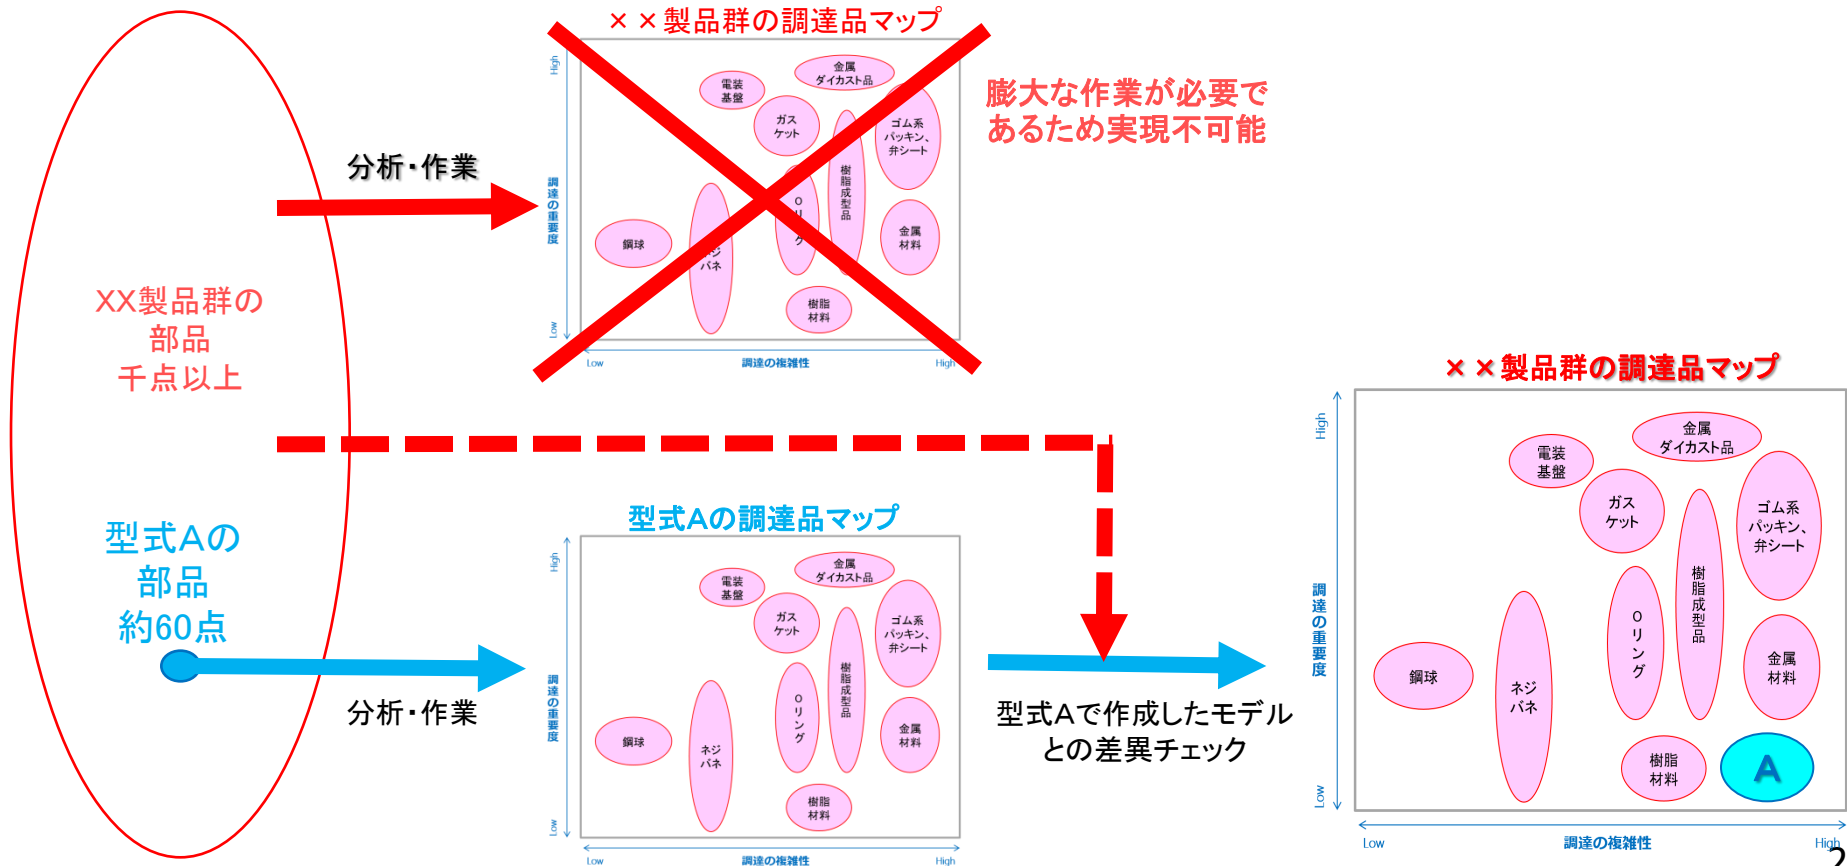 ××製品群の調達品マップ
High
調達の重要度
Low
電装
基盤
金属
ダイカスト品
ガス
ケット
ゴム系
パッキン、
弁シート
樹脂成型品
Oリング
金属
材料
鋼球
ネジ
バネ
樹脂
材料
Low
調達の複雑性
High
膨大な作業が必要で
あるため実現不可能
分析・作業
XX製品群の
部品
千点以上
型式Aの
部品
約60点
分析・作業
型式Aの調達品マップ
High
調達の重要度
Low
電装
基盤
金属
ダイカスト品
ガス
ケット
ゴム系
パッキン、
弁シート
樹脂成型品
Oリング
金属
材料
鋼球
ネジ
バネ
樹脂
材料
Low
調達の複雑性
High
型式Aで作成したモデル
との差異チェック
××製品群の調達品マップ
High
調達の重要度
Low
電装
基盤
金属
ダイカスト品
ガス
ケット
ゴム系
パッキン、
弁シート
樹脂成型品
Oリング
金属
材料
鋼球
ネジ
バネ
樹脂
材料
A
Low
調達の複雑性
High
2